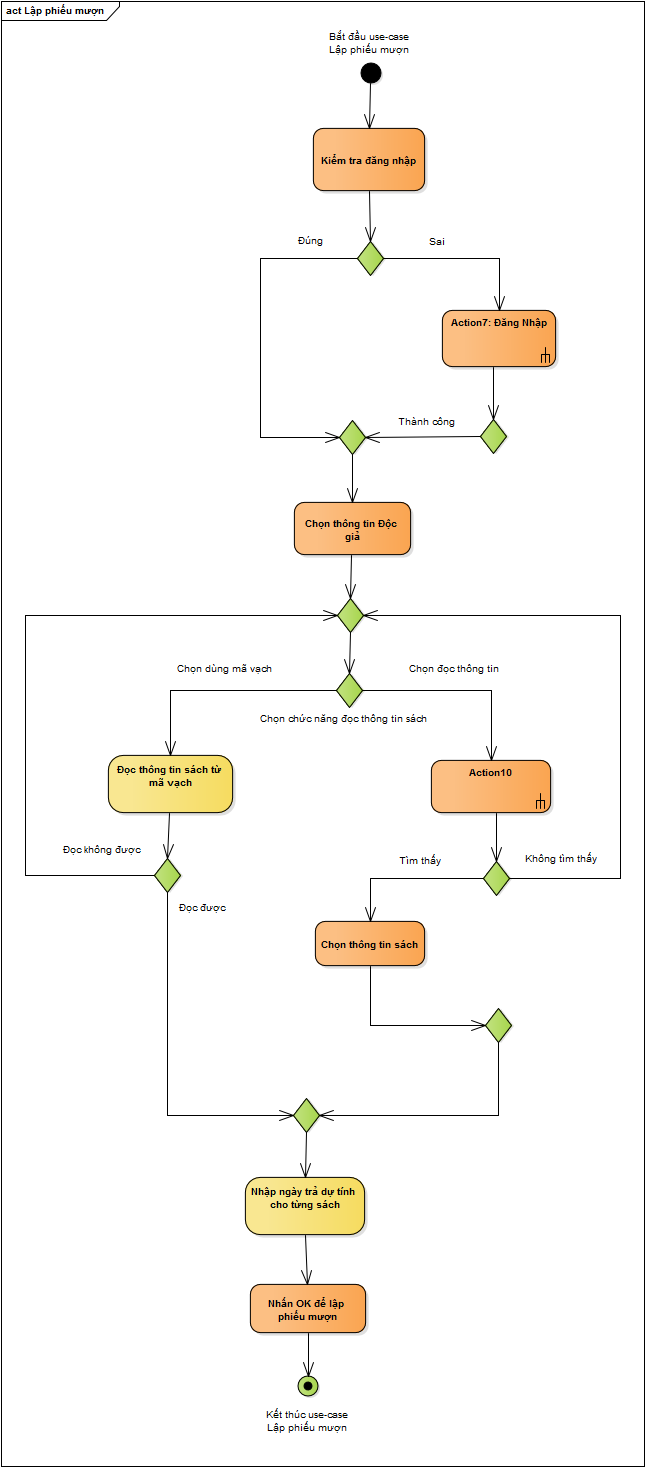 act Lập phiếu mượn
Bắt đầu use-case
Lập phiếu mượn
Kiểm tra đăng nhập
Đúng
Sai
Action7: Đăng Nhập
Thành công
Chọn thông tin Độc
giả
Chọn dùng mã vạch
Chọn đọc thông tin
Chọn chức năng đọc thông tin sách
Đọc thông tin sách từ
mã vạch
Action10
Đọc không được
Tìm thấy
Không tìm thấy
Đọc được
Chọn thông tin sách
Nhập ngày trả dự tính
cho từng sách
Nhấn OK để lập
phiếu mượn
Kết thúc use-case
Lập phiếu mượn